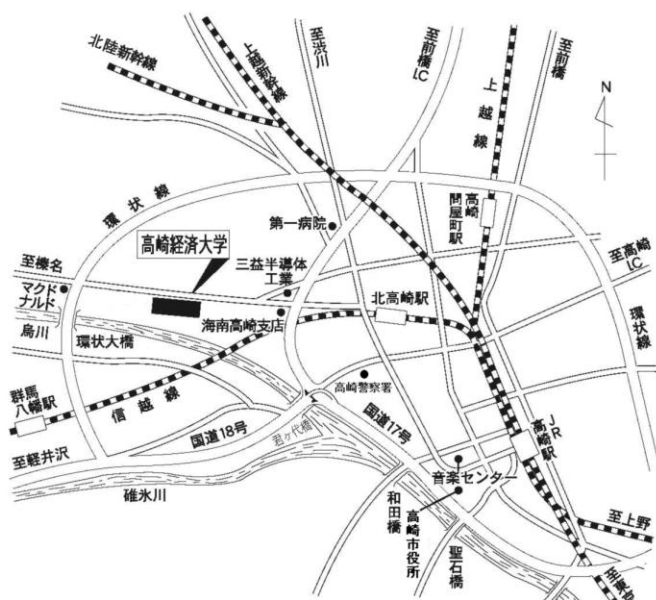 北陸新幹線
上越新幹線
至渋川
至前橋I.C
上越線
至前橋
N
環状線
第一病院
高崎問屋町駅
高崎経済大学
至榛名
三益半導体
工業
至高崎I.C
マクド
ナルド
北高崎駅
海南高崎支店
烏川
環状大橋
環状線
高崎警察署
群馬
八幡駅
信越線
国道18号
君ヶ代橋
国道17号
JR
高崎駅
至軽井沢
音楽センター
碓氷川
和田橋
高崎市役所
聖石橋
至上野